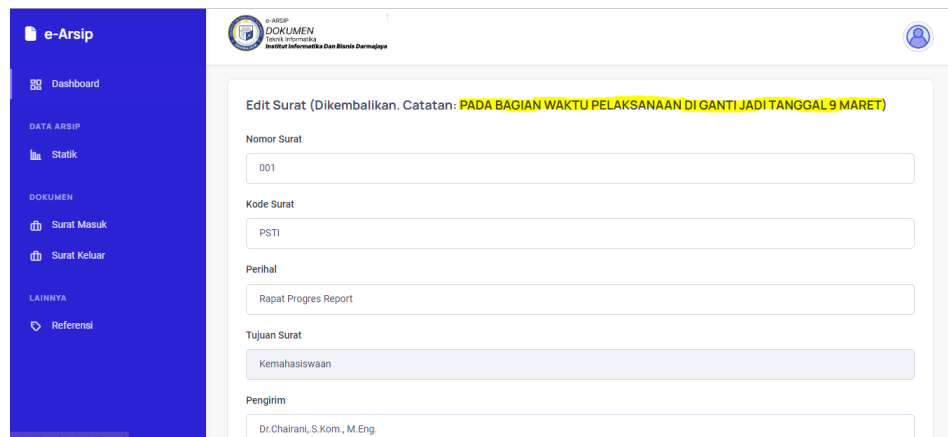 e-Arsip
Dashboard
DATA ARSIP
Statik
DOKUMEN
Surat Masuk
Surat Keluar
LAINNYA
Referensi
e-ARSIP
DOKUMEN
Teknik Informatika
Institut Informatika Dan Bisnis Darmajaya
1
Edit Surat (Dikembalikan. Catatan: PADA BAGIAN WAKTU PELAKSANAAN DI GANTI JADI TANGGAL 9 MARET)
Nomor Surat
001
Kode Surat
PSTI
Perihal
Rapat Progres Report
Tujuan Surat
Kemahasiswaan
Pengirim
Dr.Chairani,.S.Kom., M.Eng.